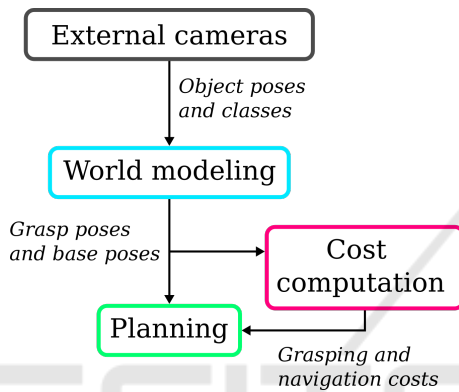 External cameras
Object poses
and classes
World modeling
Grasp poses
and base poses
Cost
computation
Planning
Grasping and
navigation costs